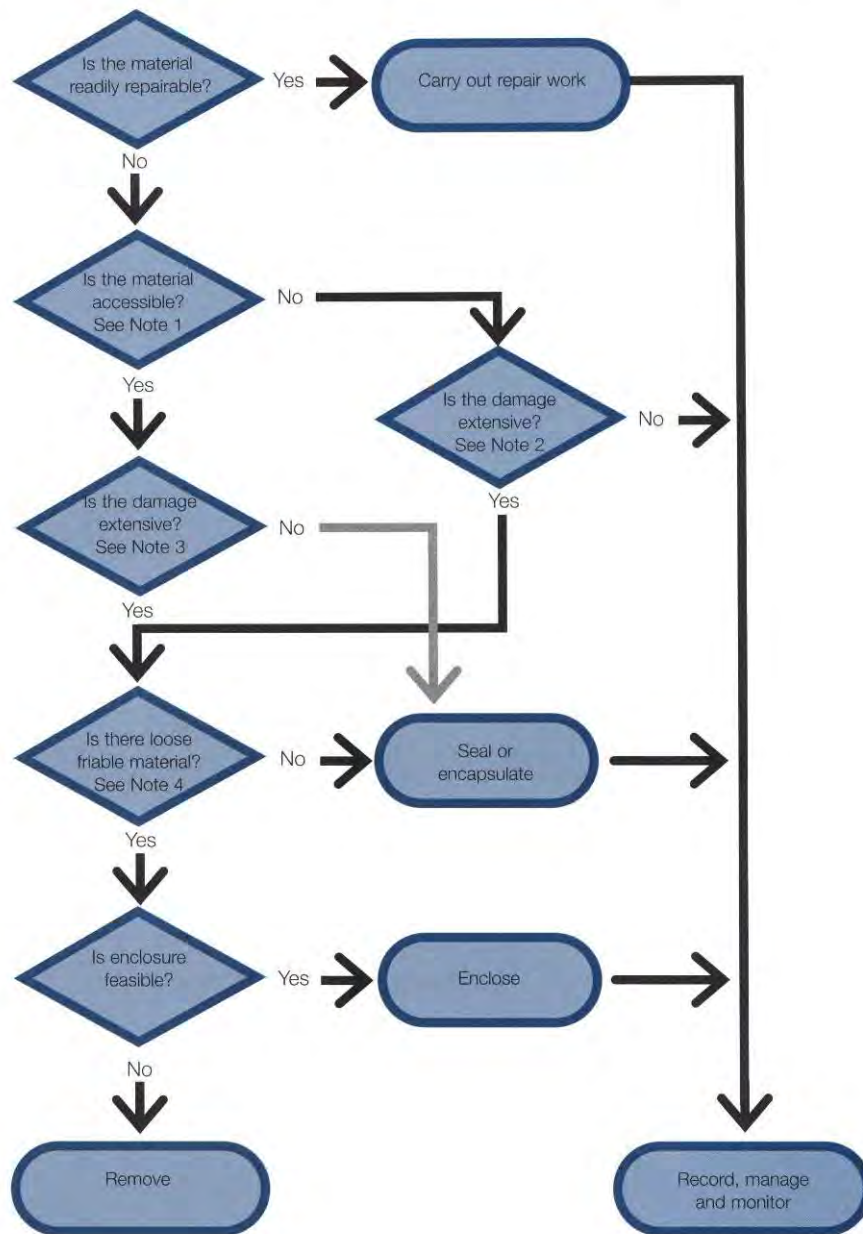 Is the material
readily repairable?
Yes
Carry out repair work
No
Is the material
accessible?
See Note 1
No
Yes
Is the damage
extensive?
See Note 2
No
Is the damage
extensive?
See Note 3
No
Yes
Yes
Is there loose
friable material?
See Note 4
No
Seal or
encapsulate
Yes
Is enclosure
feasible?
Yes
Enclose
No
Remove
Record, manage
and monitor